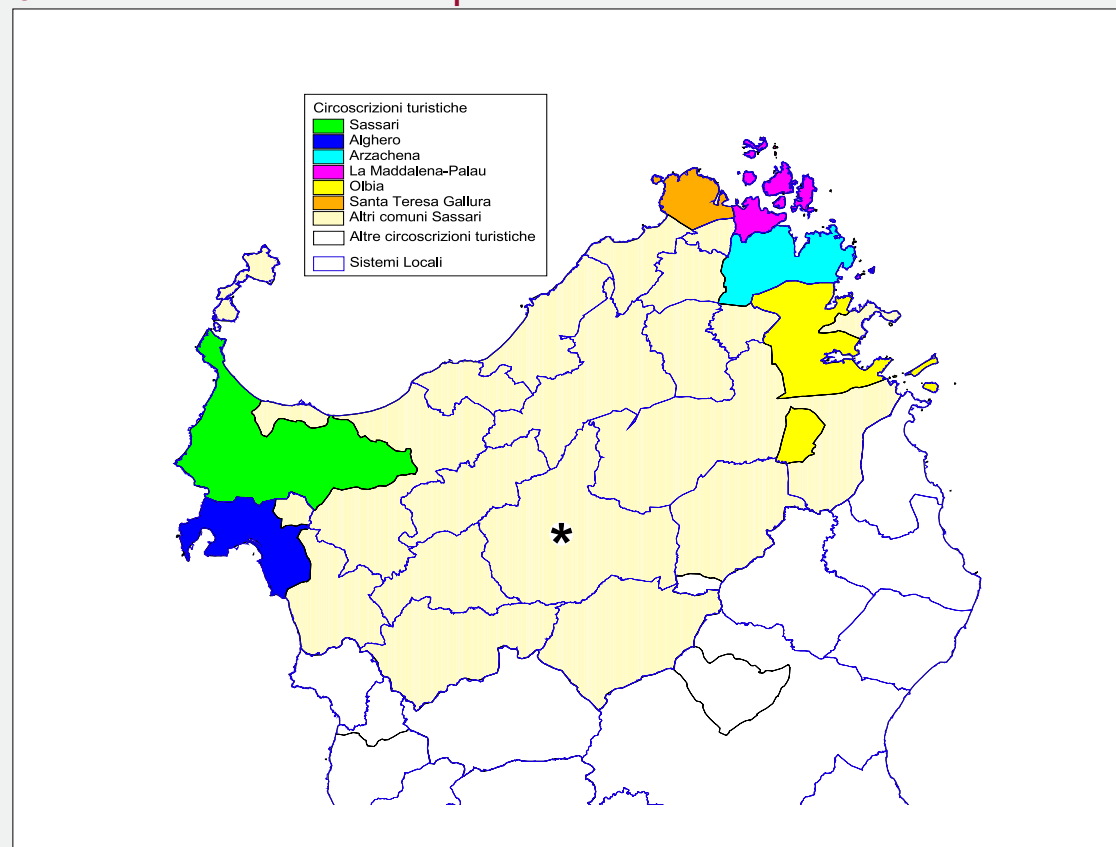 Circoscrizioni turistiche
Sassari
Alghero
Arzachena
La Maddalena-Palau
Olbia
Santa Teresa Gallura
Altri comuni Sassari
Altre circoscrizioni turistiche
Sistemi Locali
*